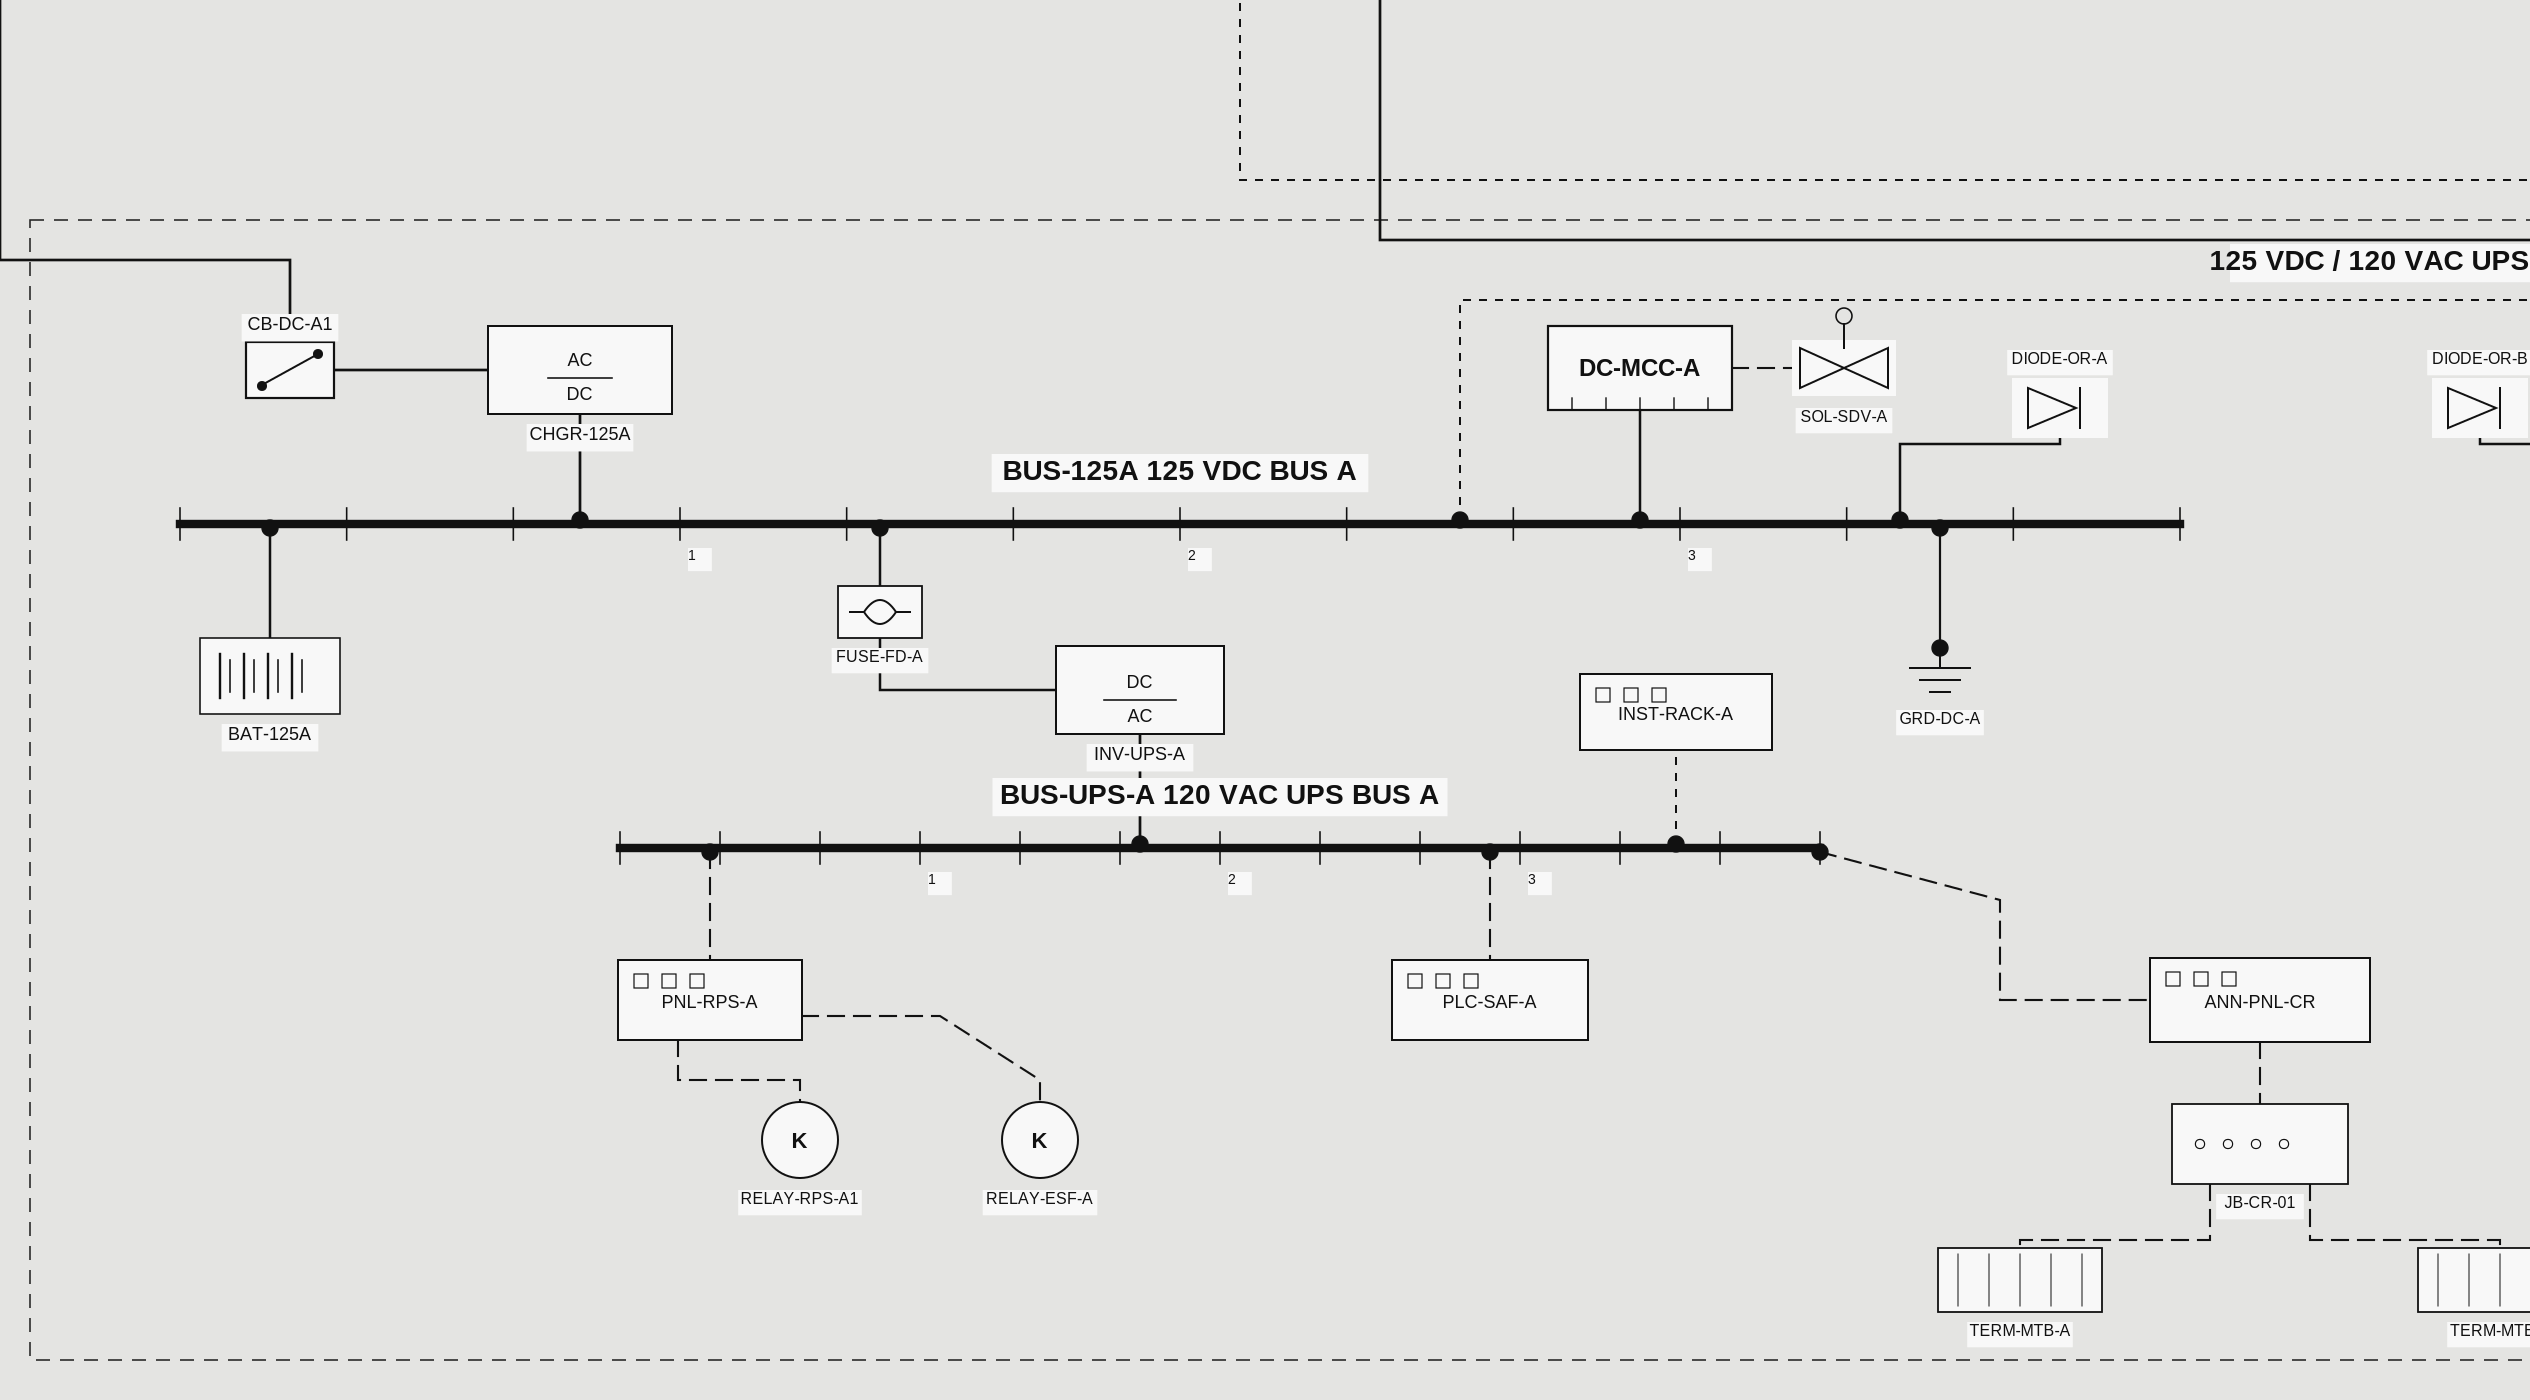 125 VDC / 120 VAC UPS
CB-DC-A1
AC
DC
CHGR-125A
DC-MCC-A
SOL-SDV-A
DIODE-OR-A
DIODE-OR-B
BUS-125A 125 VDC BUS A
1
2
3
FUSE-FD-A
BAT-125A
DC
AC
INV-UPS-A
INST-RACK-A
GRD-DC-A
BUS-UPS-A 120 VAC UPS BUS A
1
2
3
PNL-RPS-A
PLC-SAF-A
ANN-PNL-CR
K
K
RELAY-RPS-A1
RELAY-ESF-A
JB-CR-01
TERM-MTB-A
TERM-MTB